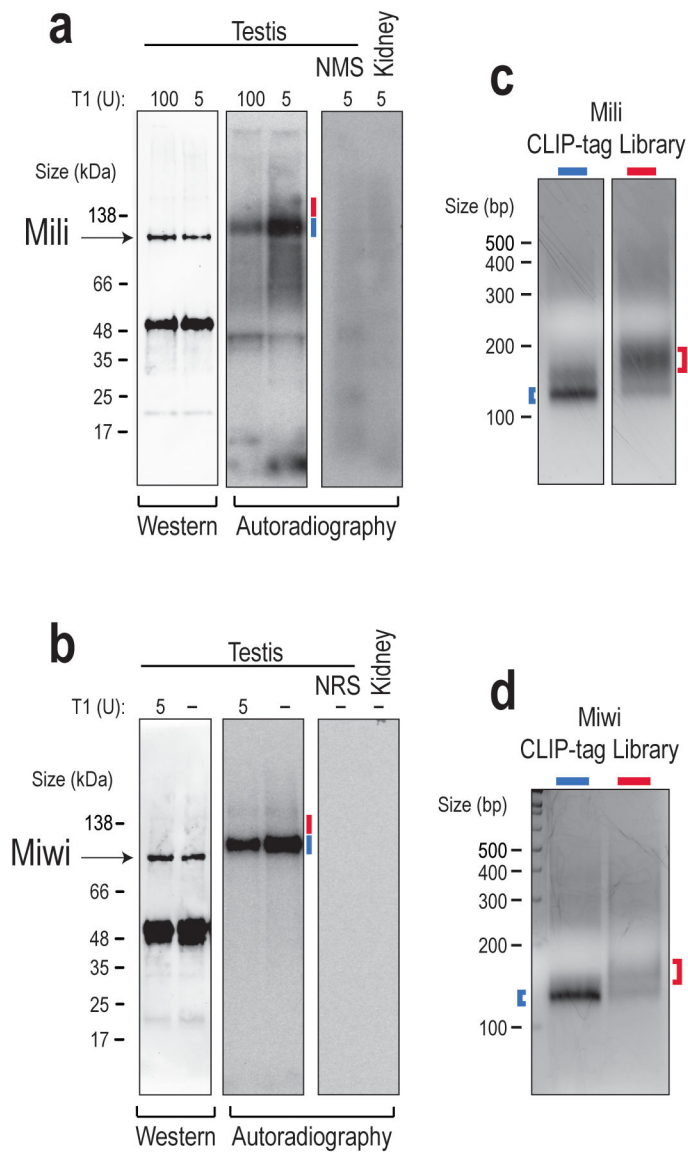 a
Testis
NMS
Kidney
T1 (U):
100
5
100
5
5
5
Size (kDa)
138
Mili
66
48
35
25
17
Western
Autoradiography
c
Mili
CLIP-tag Library
Size (bp)
500
400
300
200
100
b
Testis
NRS
Kidney
T1 (U):
5
–
5
–
–
–
Size (kDa)
138
Miwi
66
48
35
25
17
Western
Autoradiography
d
Miwi
CLIP-tag Library
Size (bp)
500
400
300
200
100